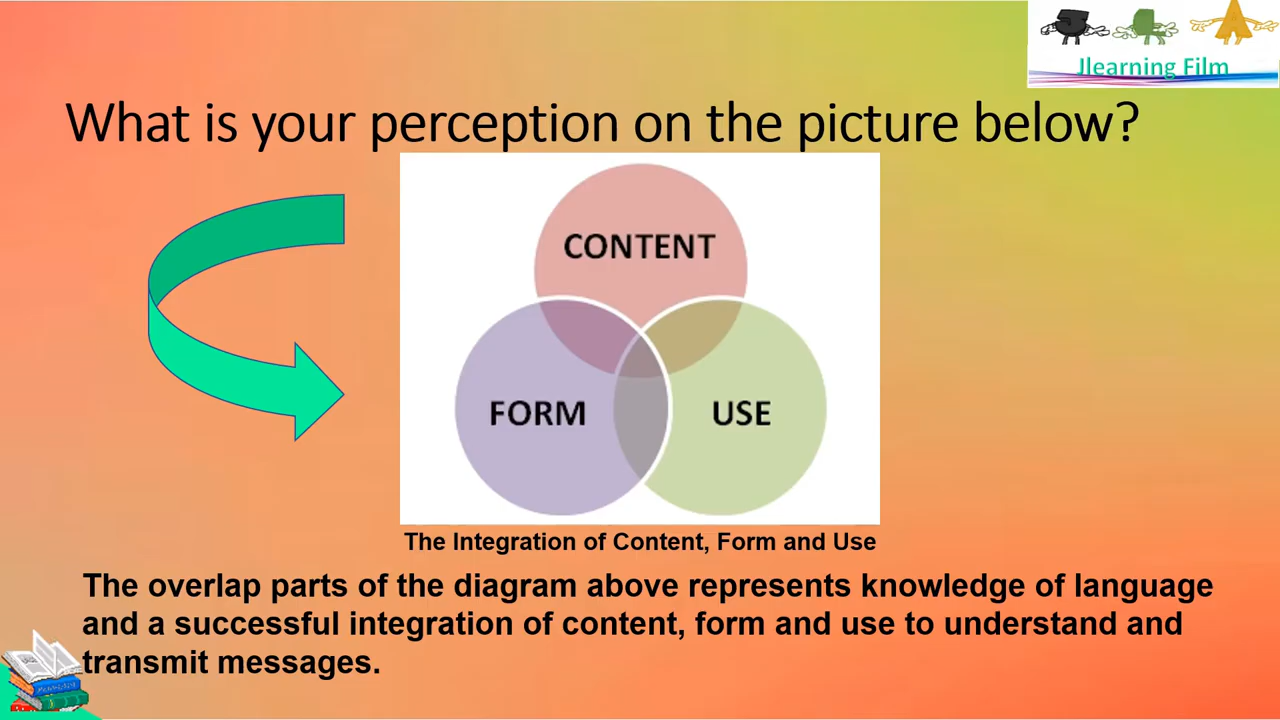 Jlearning Film
What is your perception on the picture below?
CONTENT
FORM
USE
The Integration of Content, Form and Use
The overlap parts of the diagram above represents knowledge of language
and a successful integration of content, form and use to understand and
transmit messages.